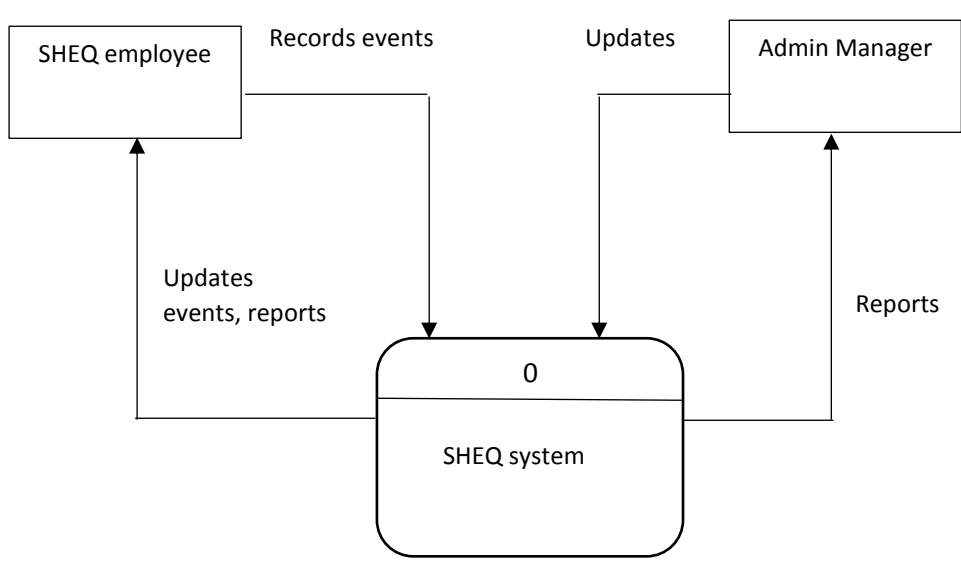 SHEQ employee
Records events
Updates
Admin Manager
Updates
events, reports
Reports
0
SHEQ system